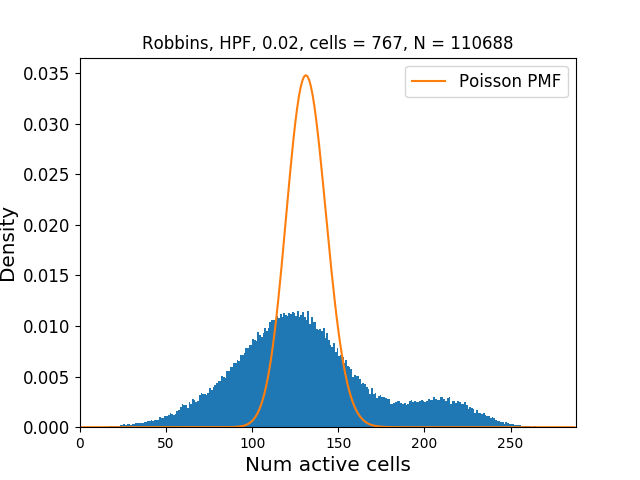 Robbins, HPF, 0.02, cells = 767, N = 110688
Poisson PMF
0.035
0.030
0.025
0.020
0.015
0.010
0.005
0.000
Density
0 50 100 150 200 250
Num active cells